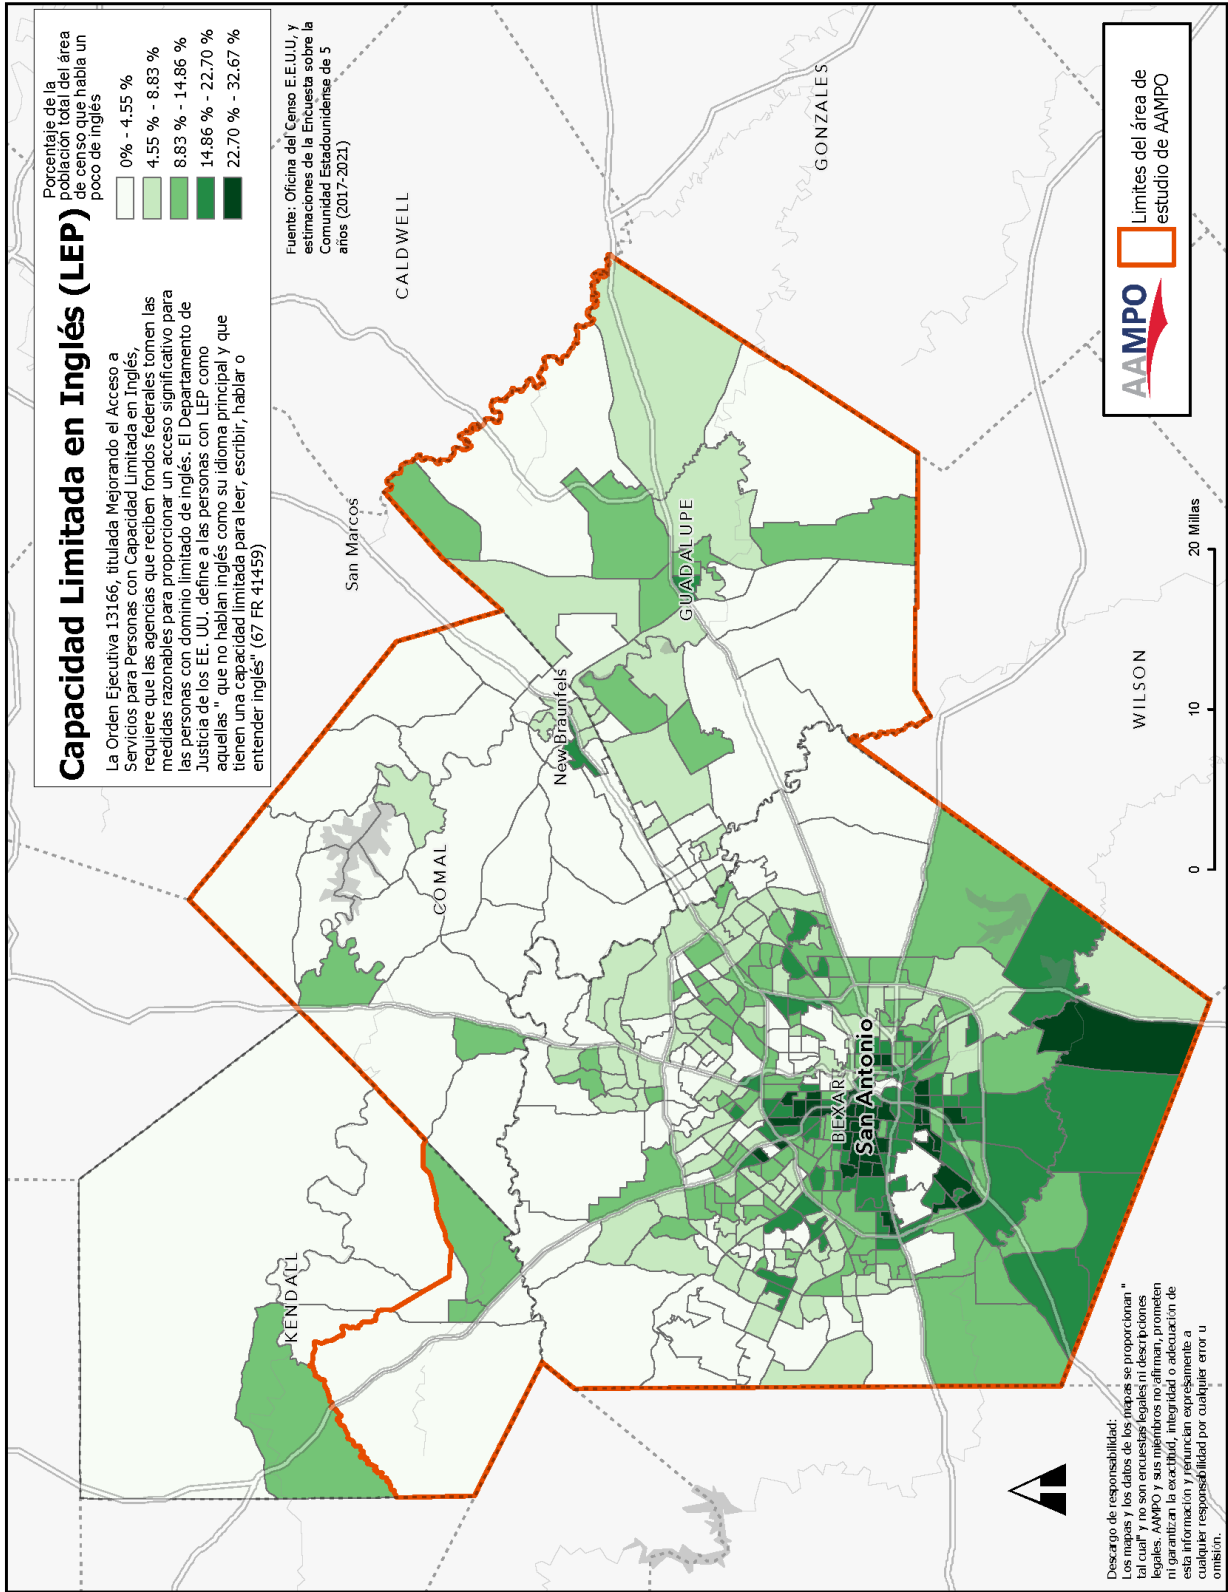 Capacidad Limitada en Inglés (LEP)
La Orden Ejecutiva 13166, titulada Mejorando el Acceso a
Servicios para Personas con Capacidad Limitada en Inglés,
requiere que las agencias que reciben fondos federales tomen las
medidas razonables para proporcionar un acceso significativo para
las personas con dominio limitado de inglés. El Departamento de
Justicia de los EE. UU. define a las personas con LEP como
aquellas " que no hablan inglés como su idioma principal y que
tienen una capacidad limitada para leer, escribir, hablar o
entender inglés" (67 FR 41459)
Porcentaje de la
población total del área
de censo que habla un
poco de inglés
0% - 4.55 %
4.55 % - 8.83 %
8.83 % - 14.86 %
14.86 % - 22.70 %
22.70 % - 32.67 %
Fuente: Oficina del Censo E.E.U.U, y
estimaciones de la Encuesta sobre la
Comunidad Estadounidense de 5
años (2017-2021)
San Marcos
CALDWELL
GONZALES
KENDALL
COMAL
New Braunfels
GUADALUPE
BEXAR
San Antonio
WILSON
0 10 20 Millas
AAMPO
Limites del área de
estudio de AAMPO
Descargo de responsabilidad:
Los mapas y los datos de los mapas se proporcionan "
tal cual" y no son encuestas legales ni descripciones
legales. AAMPO y sus miembros no afirman, prometen
ni garantizan la exactitud, integridad o adecuación de
esta información y renuncian expresamente a
cualquier responsabilidad por cualquier error u
omisión.